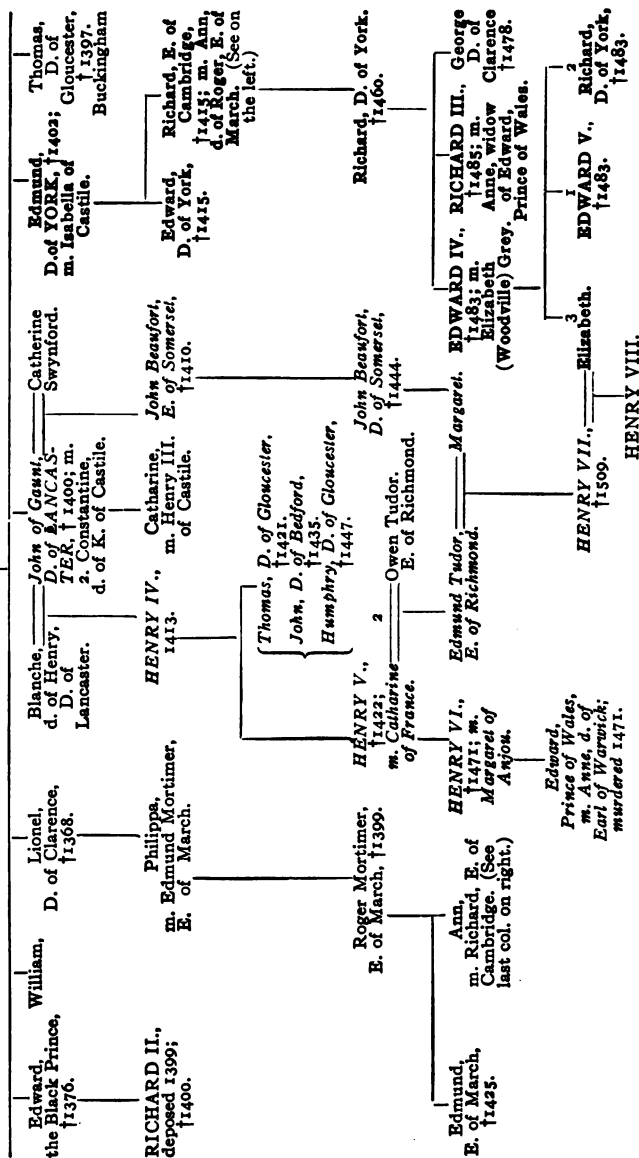 Edward,
the Black Prince,
†1376.
William,
Lionel,
D. of Clarence,
†1368.
Blanche,
d. of Henry,
D. of
Lancaster.
John of Gaunt,
D. of LANCAS-
TER, †1400; m.
2. Constantine,
d. of K. of Castile.
Catherine
Swynford.
Edmund,
D. of YORK, †1402;
m. Isabella of
Castile.
Thomas, D. of
Gloucester,
†1397.
Buckingham
RICHARD II.,
deposed 1399;
†1400.
Philippa,
m. Edmund Mortimer,
E. of March.
HENRY IV.,
1413.
Catharine,
m. Henry III.
of Castile.
John Beaufort,
E. of Somerset,
†1410.
Edward,
D. of York,
†1415.
Richard, E. of
Cambridge,
†1415; m. Ann,
d. of Roger, E. of
March. (See on
the left.)
Thomas, D. of Gloucester,
†1421.
John, D. of Bedford,
†1435.
Humphry, D. of Gloucester,
†1447.
Roger Mortimer,
E. of March, †1399.
HENRY V.,
†1422;
m. Catharine
of France.
2
Owen Tudor.
E. of Richmond.
John Beaufort,
D. of Somerset,
†1444.
Richard, D. of York.
†1460.
Edmund,
E. of March,
†1425.
Ann,
m. Richard, E. of
Cambridge. (See
last col. on right.)
HENRY VI.,
†1471; m.
Margaret of
Anjou.
Edmund Tudor,
E. of Richmond.
Margaret.
EDWARD IV.,
†1483; m.
Elizabeth
(Woodville) Grey.
RICHARD III.,
†1485; m.
Anne, widow
of Edward,
Prince of Wales.
George
D. of
Clarence
†1478.
Edward,
Prince of Wales,
m. Anne, d. of
Earl of Warwick;
murdered 1471.
HENRY VII.,
†1509.
3
Elizabeth.
1
EDWARD V.,
†1483.
2
Richard,
D. of York,
†1483.
HENRY VIII.